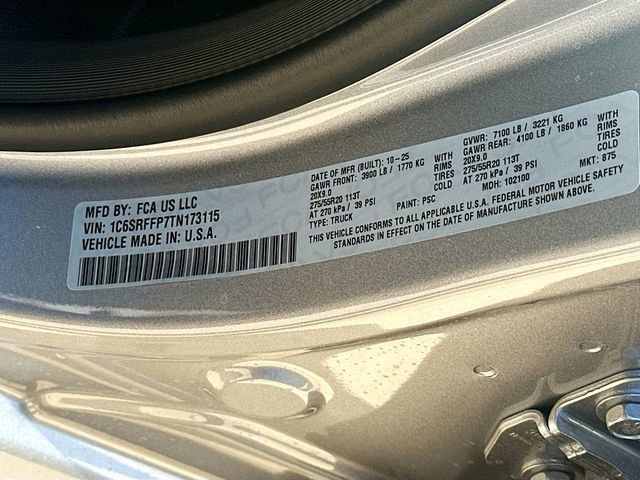 MFD BY: FCA US LLC
VIN: 1C6SRFFP7TN173115
VEHICLE MADE IN: U.S.A.
DATE OF MFR (BUILT): 10-25
GAWR FRONT: 3900 LB / 1770 KG WITH
20X9.0 RIMS
275/55R20 113T TIRES
AT 270 kPa / 39 PSI COLD
TYPE: TRUCK PAINT: PSC
GVWR: 7100 LB / 3221 KG
GAWR REAR: 4100 LB / 1860 KG WITH
20X9.0 RIMS
275/55R20 113T TIRES
AT 270 kPa / 39 PSI COLD
MDH: 102100 MKT: 875
THIS VEHICLE CONFORMS TO ALL APPLICABLE U.S.A. FEDERAL MOTOR VEHICLE SAFETY
STANDARDS IN EFFECT ON THE DATE OF MANUFACTURE SHOWN ABOVE.